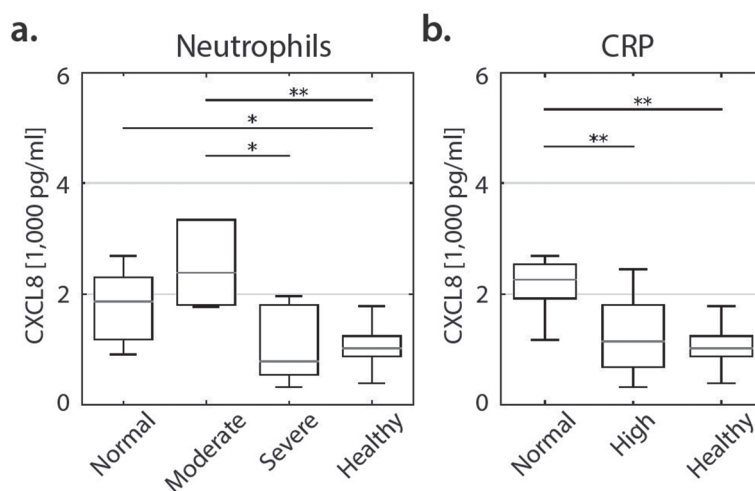 a.
Neutrophils
CXCL8 [1,000 pg/ml]
6
4
2
0
**
*
*
Normal
Moderate
Severe
Healthy
b.
CRP
CXCL8 [1,000 pg/ml]
6
4
2
0
**
**
Normal
High
Healthy